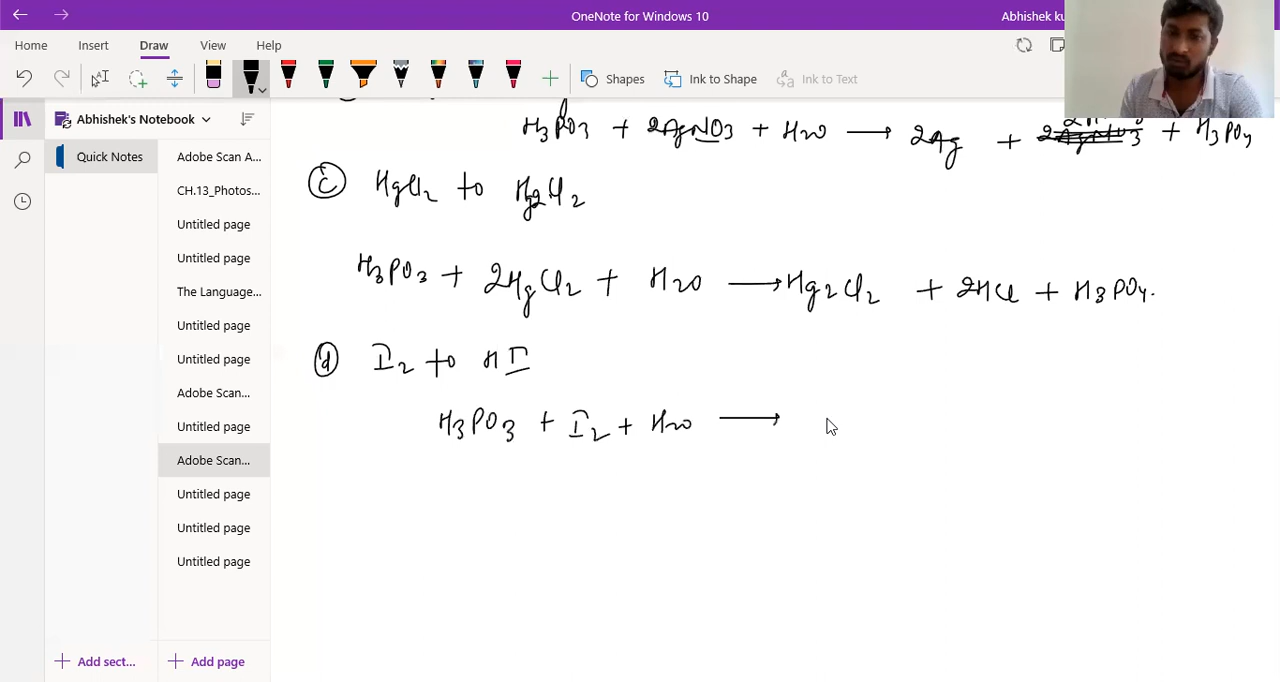 OneNote for Windows 10
Abhishek ku
Home Insert Draw View Help
Shapes Ink to Shape Ink to Text
Abhishek's Notebook
Quick Notes
Adobe Scan A...
CH.13_Photos...
Untitled page
Untitled page
The Language...
Untitled page
Untitled page
Adobe Scan...
Untitled page
Adobe Scan...
Untitled page
Untitled page
Untitled page
Add sect...
Add page
H3PO3 + 2AgNO3 + H2O → 2Ag + + H3PO4
(c) HgCl2 to Hg2Cl2
H3PO3 + 2HgCl2 + H2O → Hg2Cl2 + 2HCl + H3PO4.
(d) I2 to HI
H3PO3 + I2 + H2O →